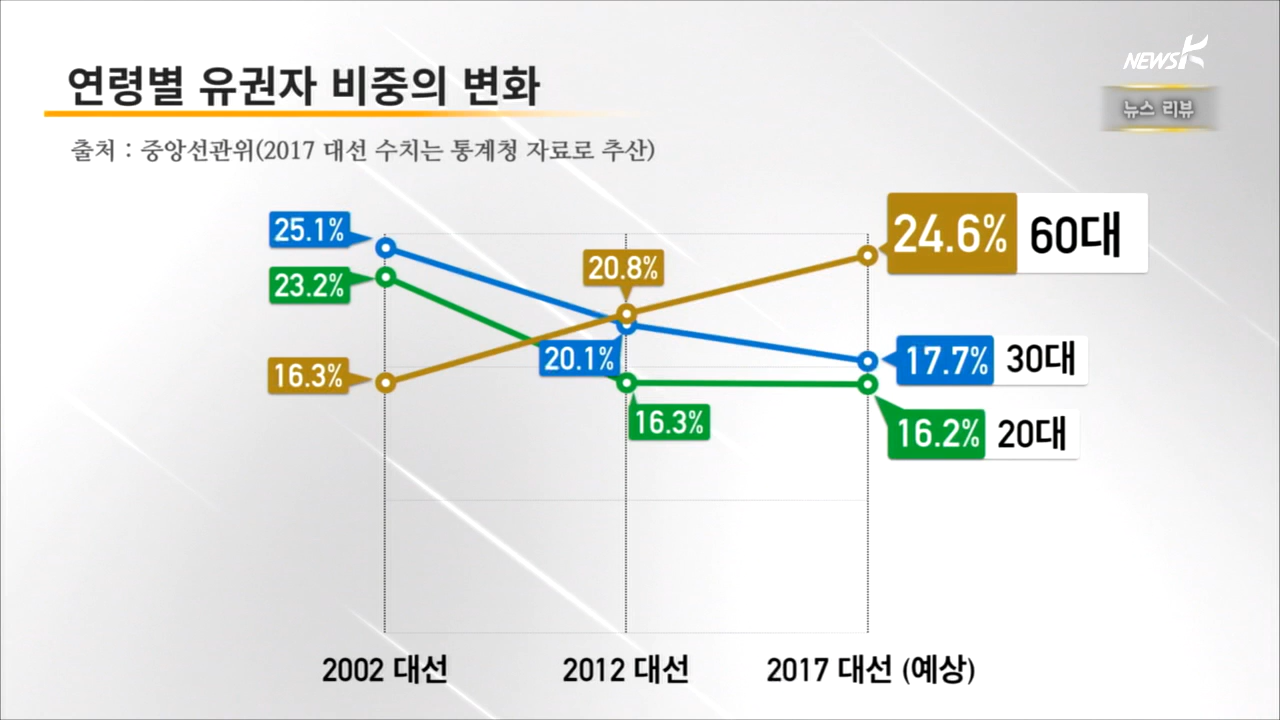 연령별 유권자 비중의 변화
NEWS K
뉴스 리뷰
출처 : 중앙선관위(2017 대선 수치는 통계청 자료로 추산)
25.1%
23.2%
16.3%
20.8%
20.1%
16.3%
24.6% 60대
17.7% 30대
16.2% 20대
2002 대선 2012 대선 2017 대선 (예상)